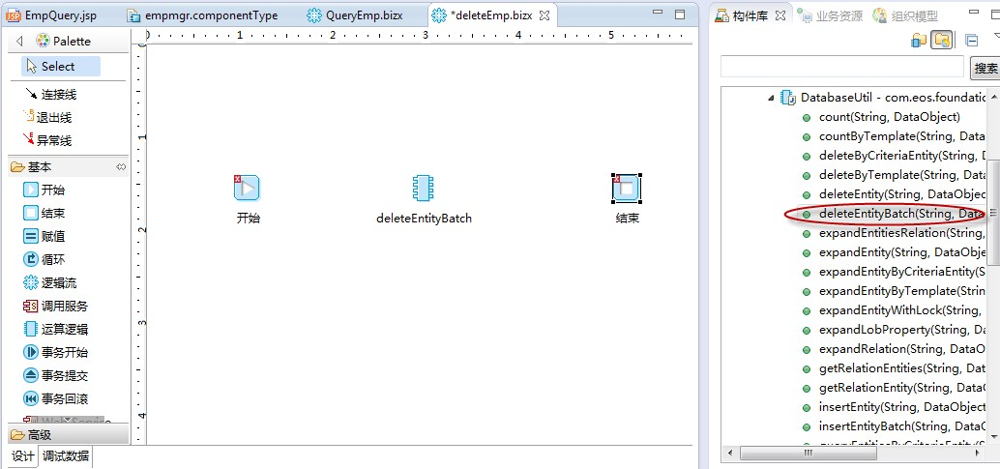 EmpQuery.jsp
empmgr.componentType
QueryEmp.bizx
*deleteEmp.bizx
Palette
Select
连接线
退出线
异常线
基本
开始
结束
赋值
循环
逻辑流
调用服务
运算逻辑
事务开始
事务提交
事务回滚
高级
设计
调试数据
0 1 2 3 4 5
1
2
3
4
开始
deleteEntityBatch
结束
构件库
业务资源
组织模型
搜索
DatabaseUtil - com.eos.foundatio
count(String, DataObject)
countByTemplate(String, Data
deleteByCriteriaEntity(String, D
deleteByTemplate(String, Data
deleteEntity(String, DataObjec
deleteEntityBatch(String, Data
expandEntitiesRelation(String,
expandEntity(String, DataObje
expandEntityByCriteriaEntity(S
expandEntityByTemplate(Strin
expandEntityWithLock(String,
expandLobProperty(String, Da
expandRelation(String, DataO
getRelationEntities(String, Dat
getRelationEntity(String, DataO
insertEntity(String, DataObject
insertEntityBatch(String, DataO
queryEntitiesByCriteriaEntity(S